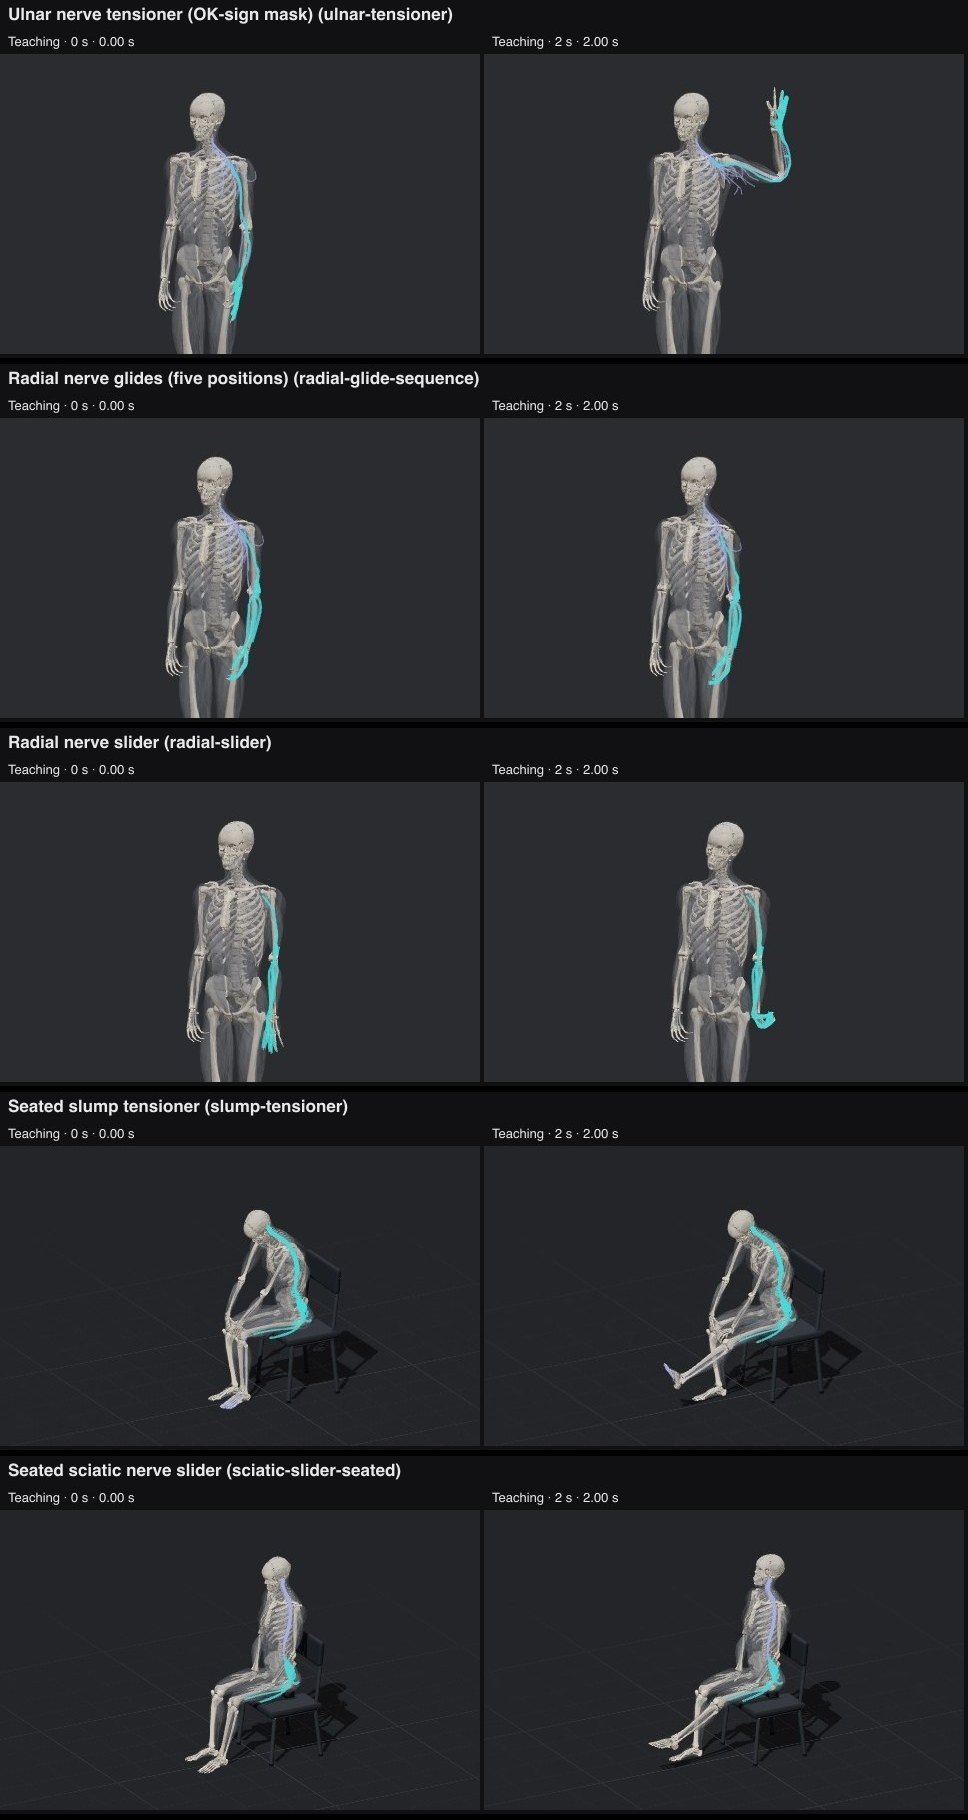 Ulnar nerve tensioner (OK-sign mask) (ulnar-tensioner)
Teaching · 0 s · 0.00 s
Teaching · 2 s · 2.00 s
Radial nerve glides (five positions) (radial-glide-sequence)
Teaching · 0 s · 0.00 s
Teaching · 2 s · 2.00 s
Radial nerve slider (radial-slider)
Teaching · 0 s · 0.00 s
Teaching · 2 s · 2.00 s
Seated slump tensioner (slump-tensioner)
Teaching · 0 s · 0.00 s
Teaching · 2 s · 2.00 s
Seated sciatic nerve slider (sciatic-slider-seated)
Teaching · 0 s · 0.00 s
Teaching · 2 s · 2.00 s